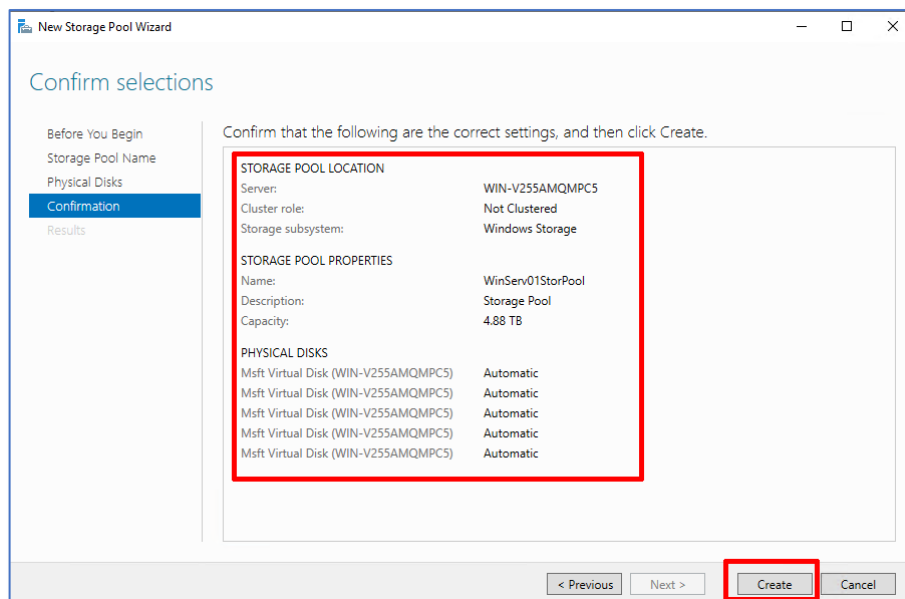 New Storage Pool Wizard
Confirm selections
Before You Begin
Storage Pool Name
Physical Disks
Confirmation
Results
Confirm that the following are the correct settings, and then click Create.
STORAGE POOL LOCATION
Server: WIN-V255AMQMPC5
Cluster role: Not Clustered
Storage subsystem: Windows Storage
STORAGE POOL PROPERTIES
Name: WinServ01StorPool
Description: Storage Pool
Capacity: 4.88 TB
PHYSICAL DISKS
Msft Virtual Disk (WIN-V255AMQMPC5) Automatic
Msft Virtual Disk (WIN-V255AMQMPC5) Automatic
Msft Virtual Disk (WIN-V255AMQMPC5) Automatic
Msft Virtual Disk (WIN-V255AMQMPC5) Automatic
Msft Virtual Disk (WIN-V255AMQMPC5) Automatic
< Previous Next > Create Cancel